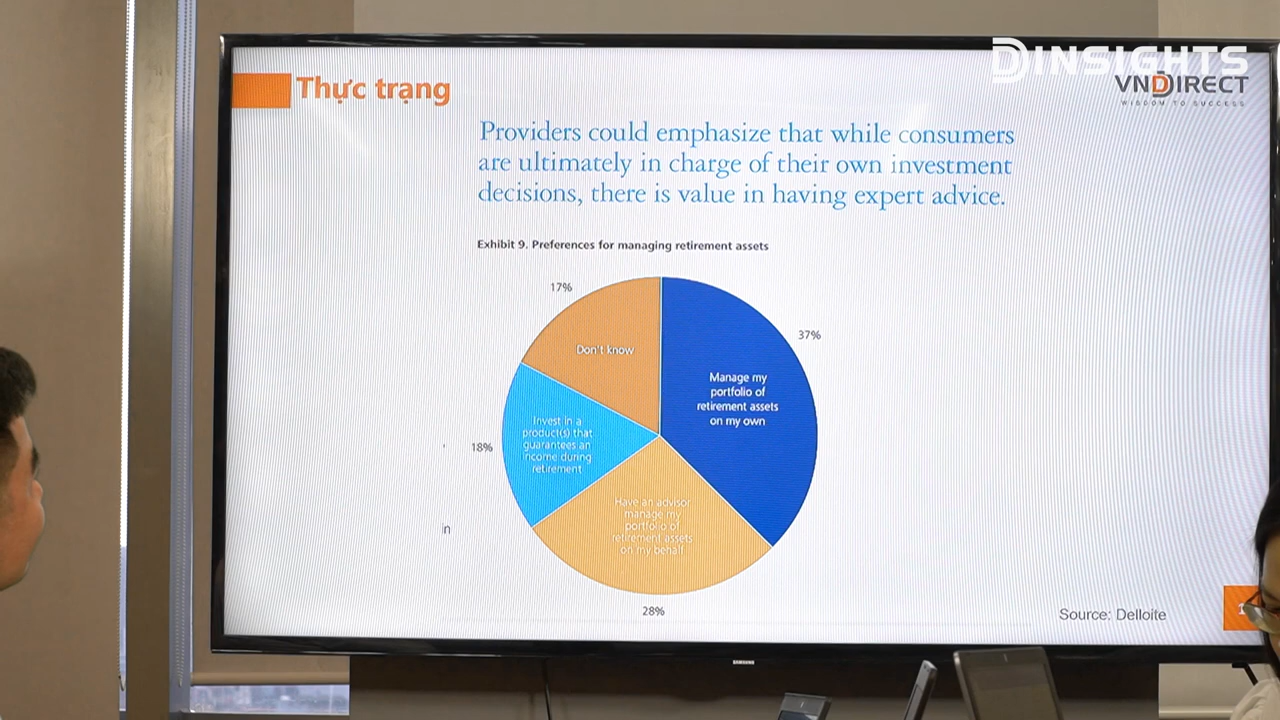 DINSIGHTS
VNDIRECT
WISDOM TO SUCCESS
Thực trạng
Providers could emphasize that while consumers
are ultimately in charge of their own investment
decisions, there is value in having expert advice.
Exhibit 9. Preferences for managing retirement assets
17%
37%
Don't know
Manage my
portfolio of
retirement assets
on my own
18%
Invest in a
product(s) that
guarantees an
income during
retirement
Have an advisor
manage my
portfolio of
retirement assets
on my behalf
in
28%
Source: Delloite
SAMSUNG